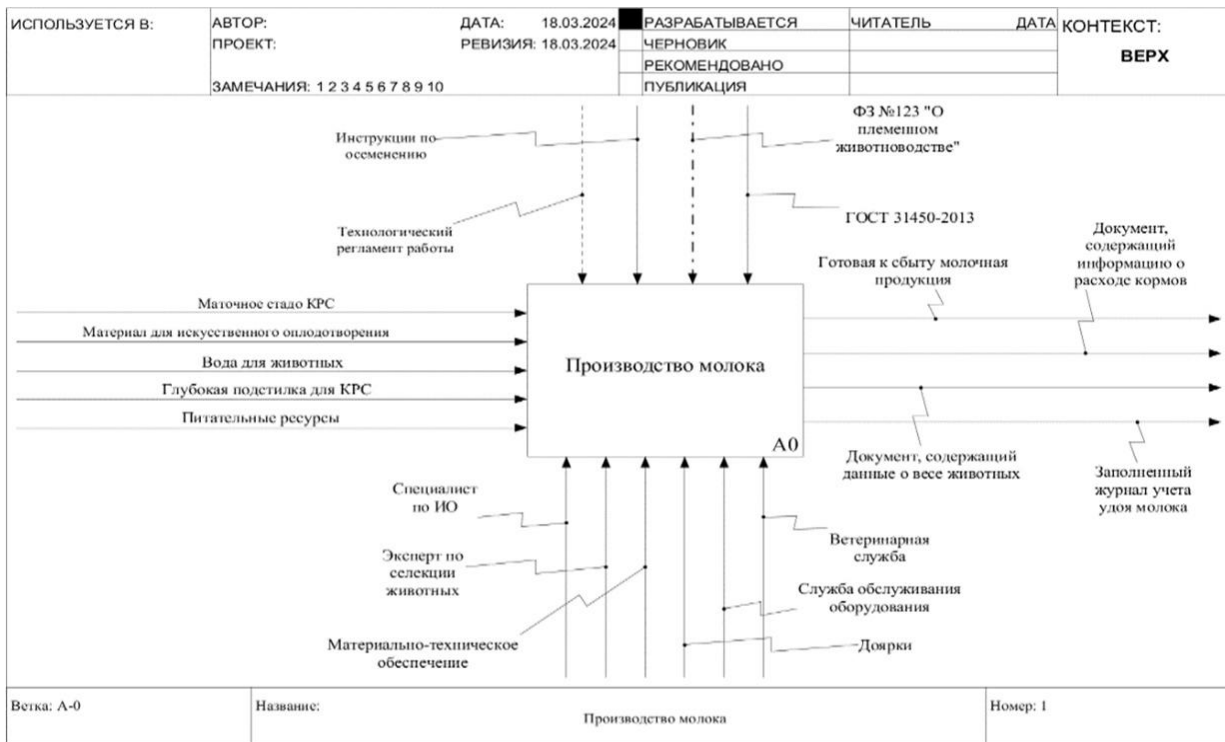 ИСПОЛЬЗУЕТСЯ В:
АВТОР:
ДАТА: 18.03.2024
РАЗРАБАТЫВАЕТСЯ
ЧИТАТЕЛЬ
ДАТА
КОНТЕКСТ:
ПРОЕКТ:
РЕВИЗИЯ: 18.03.2024
ЧЕРНОВИК
ВЕРХ
РЕКОМЕНДОВАНО
ЗАМЕЧАНИЯ: 1 2 3 4 5 6 7 8 9 10
ПУБЛИКАЦИЯ
Инструкции по
осеменению
ФЗ №123 "О
племенном
животноводстве"
Технологический
регламент работы
ГОСТ 31450-2013
Готовая к сбыту молочная
продукция
Документ,
содержащий
информацию о
расходе кормов
Маточное стадо КРС
Материал для искусственного оплодотворения
Вода для животных
Глубокая подстилка для КРС
Питательные ресурсы
Производство молока
A0
Документ, содержащий
данные о весе животных
Заполненный
журнал учета
удоя молока
Специалист
по ИО
Эксперт по
селекции
животных
Материально-техническое
обеспечение
Ветеринарная
служба
Служба обслуживания
оборудования
Доярки
Ветка: A-0
Название:
Производство молока
Номер: 1